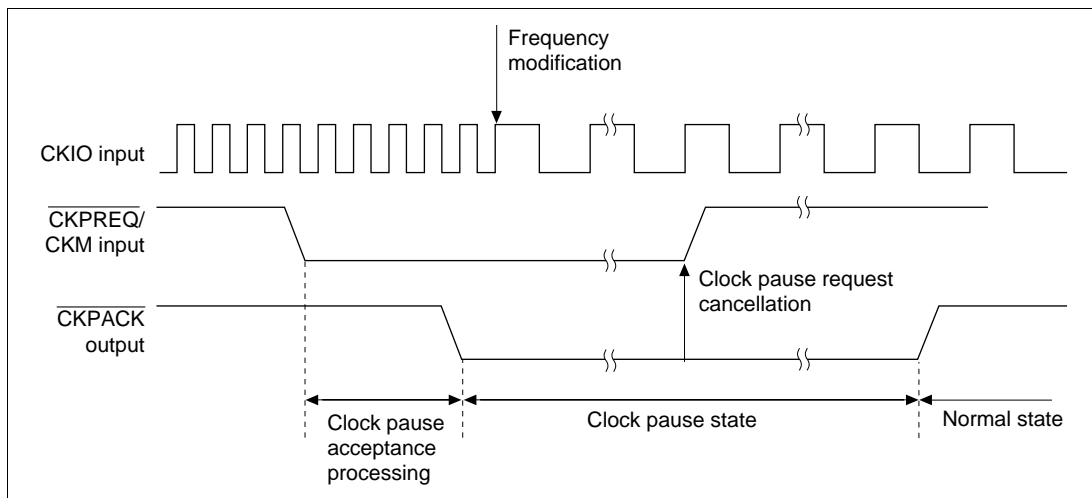 Frequency
modification
CKIO input
CKPREQ/
CKM input
Clock pause request
cancellation
CKPACK
output
Clock pause
acceptance
processing
Clock pause state
Normal state